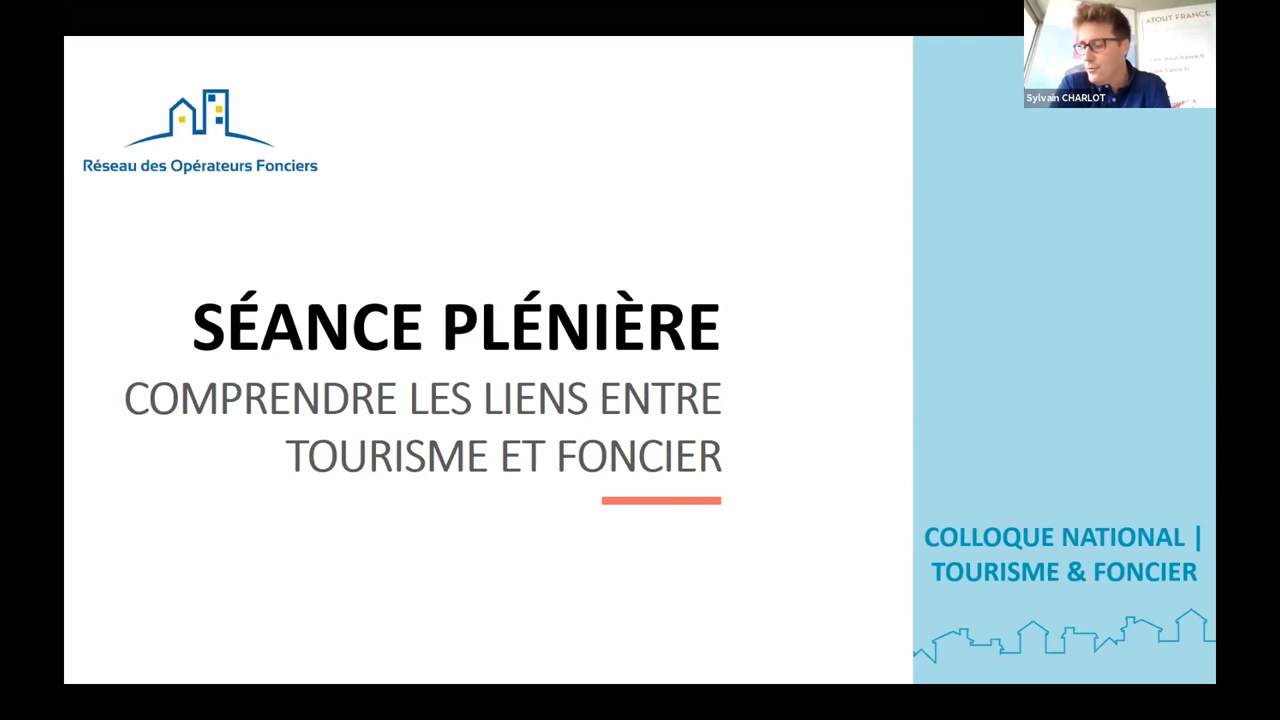 ATOUT FRANCE
Sylvain CHARLOT
Réseau des Opérateurs Fonciers
SÉANCE PLÉNIÈRE
COMPRENDRE LES LIENS ENTRE
TOURISME ET FONCIER
COLLOQUE NATIONAL |
TOURISME & FONCIER